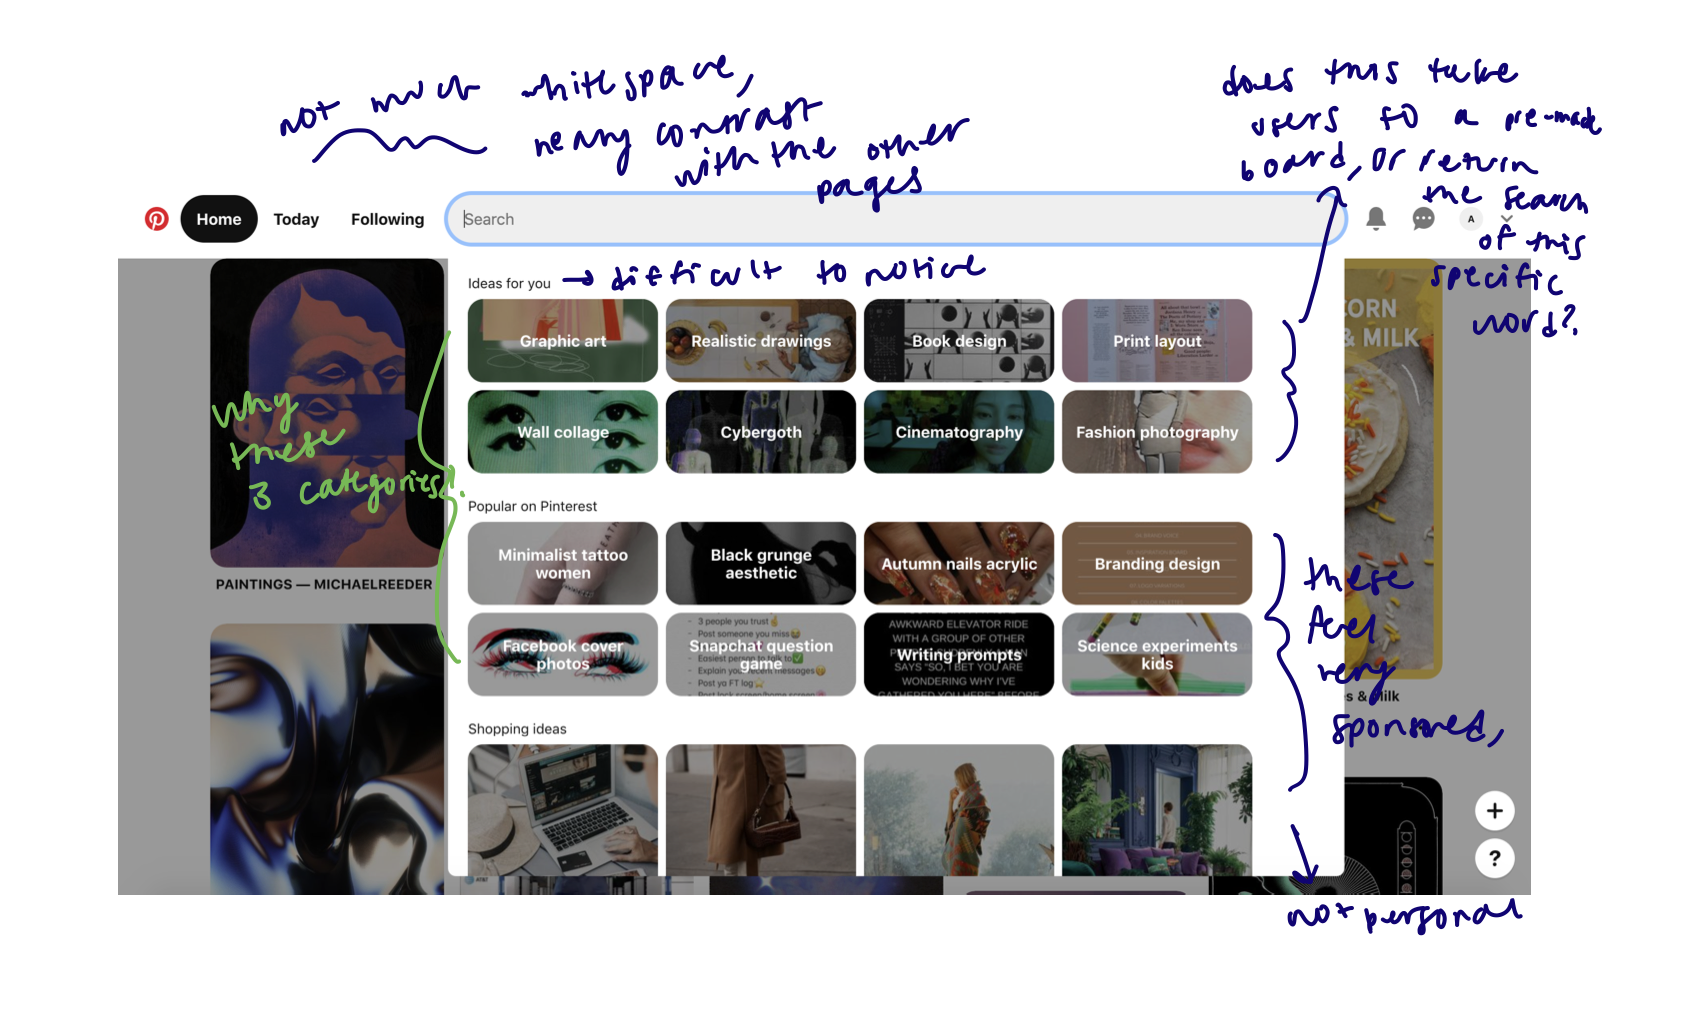 not much whitespace,
heavy contrast
with the other
pages
does this take
users to a pre-made
board, or return
the search
of this
specific
word?
Home Today Following Search A
Ideas for you → difficult to notice
Graphic art Realistic drawings Book design Print layout
Wall collage Cybergoth Cinematography Fashion photography
why
these
3 categories?
CORN
& MILK
PAINTINGS — MICHAELREEDER
Popular on Pinterest
Minimalist tattoo women
Black grunge aesthetic
Autumn nails acrylic
Branding design
Facebook cover photos
Snapchat question game
- 3 people you trust
- Post someone you miss
- Easiest person to talk to
- Explain your recent messages
- Post ya FT log
- Post lock screen/home screen
Writing prompts
AWKWARD ELEVATOR RIDE
WITH A GROUP OF OTHER
SAYS "SO, I BET YOU ARE
WONDERING WHY I'VE
GATHERED YOU HERE" BEFORE
Science experiments kids
these
feel
very
sponsored,
not personal
s & Milk
Shopping ideas
AT&T
+
?